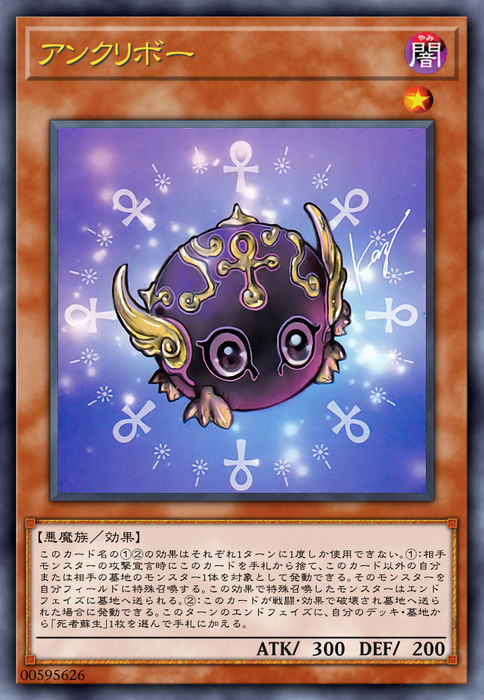 アンクリボー
やみ
闇
Kazı
【悪魔族／効果】
このカード名の①②の効果はそれぞれ1ターンに1度しか使用できない。①：相手
モンスターの攻撃宣言時にこのカードを手札から捨て、このカード以外の自分
または相手の墓地のモンスター1体を対象として発動できる。そのモンスターを
自分フィールドに特殊召喚する。この効果で特殊召喚したモンスターはエンド
フェイズに墓地へ送られる。②：このカードが戦闘・効果で破壊され墓地へ送ら
れた場合に発動できる。このターンのエンドフェイズに、自分のデッキ・墓地か
ら「死者蘇生」1枚を選んで手札に加える。
ATK/ 300 DEF/ 200
00595626